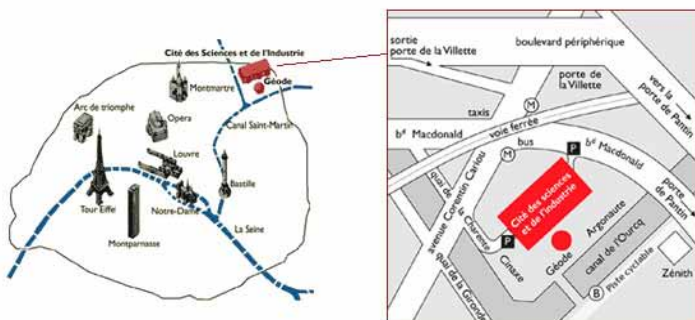 Cité des Sciences et de l'Industrie
Géode
Montmartre
Arc de triomphe
Opéra
Canal Saint-Martin
Louvre
Bastille
Tour Eiffe
Notre-Dame
La Seine
Montparnasse
sortie
porte de la Villette
boulevard périphérique
porte de
la Villette
vers la
porte de Pantin
taxis
M
voie ferrée
bd Macdonald
bus
M
P
bd Macdonald
porte
de Pantin
quai de la Charente
avenue Corentin Cariou
Cité des sciences
et de l'industrie
P
Argonaute
canal de l'Ourcq
Géode
Cinaxe
quai de la Gironde
Piste cyclable
B
Zénith